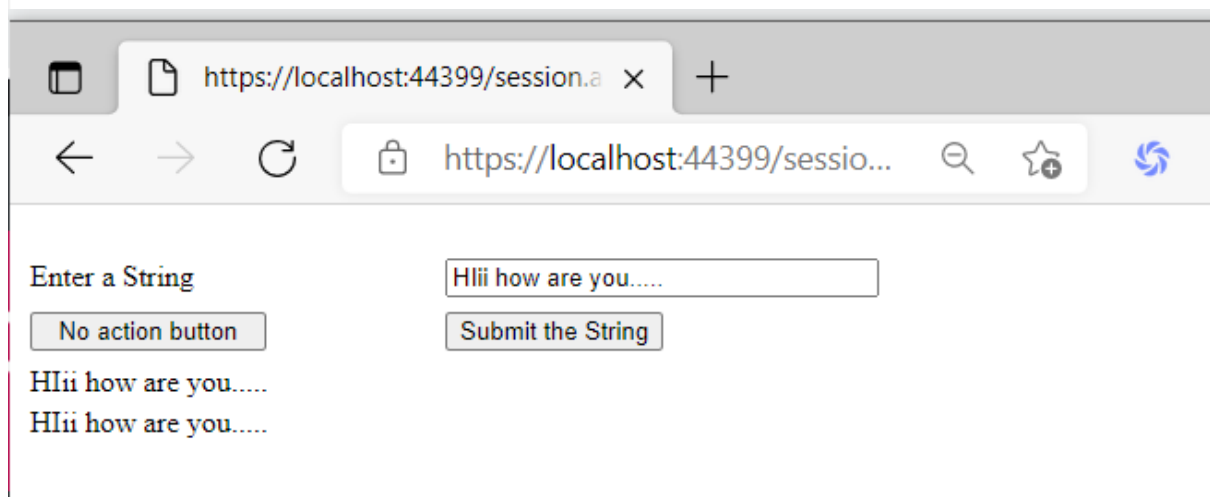 https://localhost:44399/session.a
https://localhost:44399/sessio...
Enter a String
HIii how are you.....
No action button
Submit the String
HIii how are you.....
HIii how are you.....